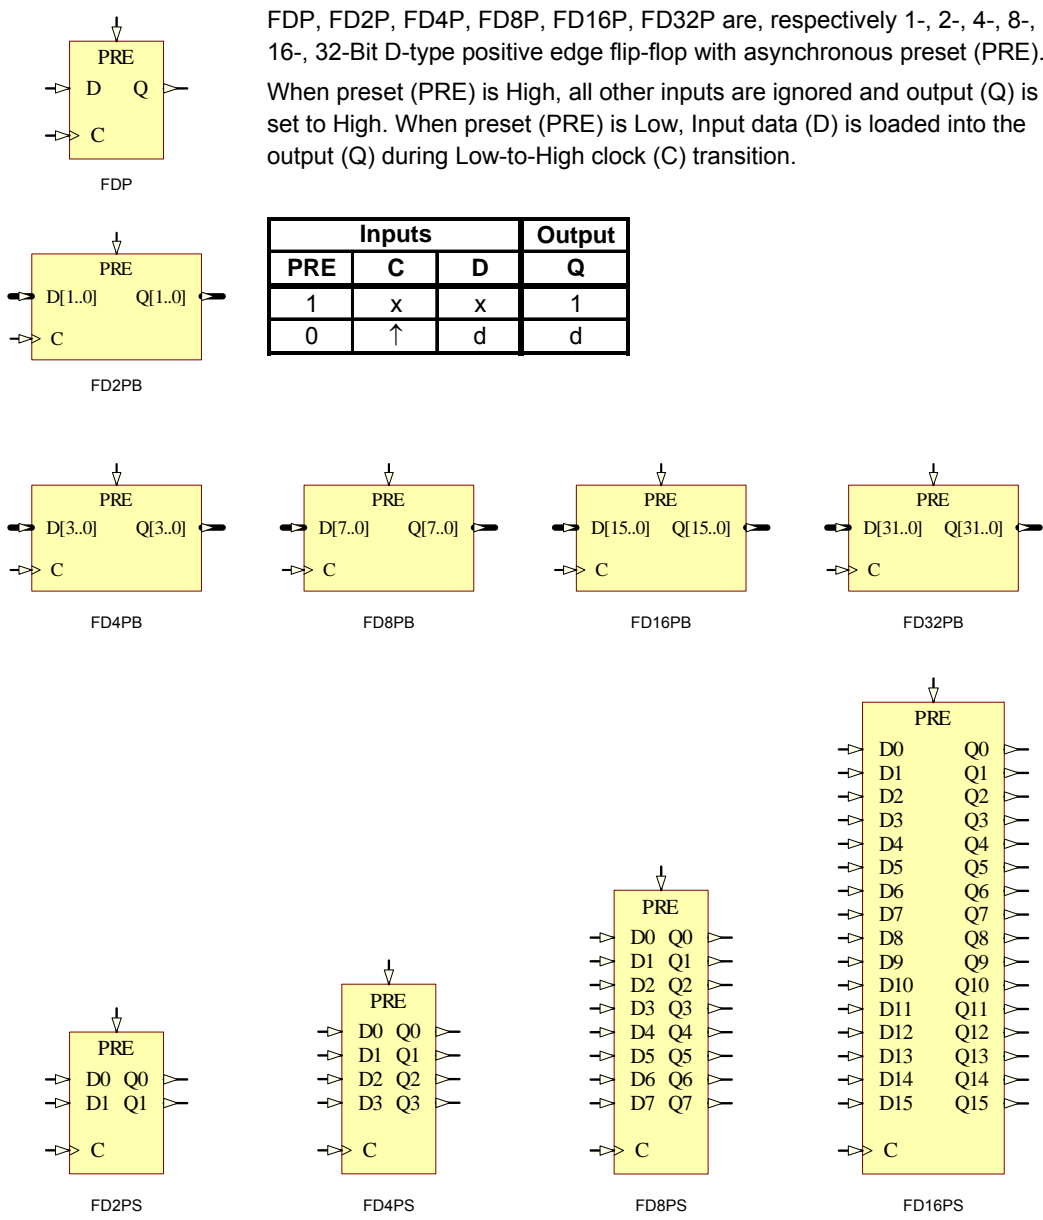 FDP, FD2P, FD4P, FD8P, FD16P, FD32P are, respectively 1-, 2-, 4-, 8-,
16-, 32-Bit D-type positive edge flip-flop with asynchronous preset (PRE).
When preset (PRE) is High, all other inputs are ignored and output (Q) is
set to High. When preset (PRE) is Low, Input data (D) is loaded into the
output (Q) during Low-to-High clock (C) transition.
PRE
D Q
C
FDP
Inputs Output
PRE C D Q
1 x x 1
0 ↑ d d
PRE
D[1..0] Q[1..0]
C
FD2PB
PRE
D[3..0] Q[3..0]
C
FD4PB
PRE
D[7..0] Q[7..0]
C
FD8PB
PRE
D[15..0] Q[15..0]
C
FD16PB
PRE
D[31..0] Q[31..0]
C
FD32PB
PRE
D0 Q0
D1 Q1
C
FD2PS
PRE
D0 Q0
D1 Q1
D2 Q2
D3 Q3
C
FD4PS
PRE
D0 Q0
D1 Q1
D2 Q2
D3 Q3
D4 Q4
D5 Q5
D6 Q6
D7 Q7
C
FD8PS
PRE
D0 Q0
D1 Q1
D2 Q2
D3 Q3
D4 Q4
D5 Q5
D6 Q6
D7 Q7
D8 Q8
D9 Q9
D10 Q10
D11 Q11
D12 Q12
D13 Q13
D14 Q14
D15 Q15
C
FD16PS